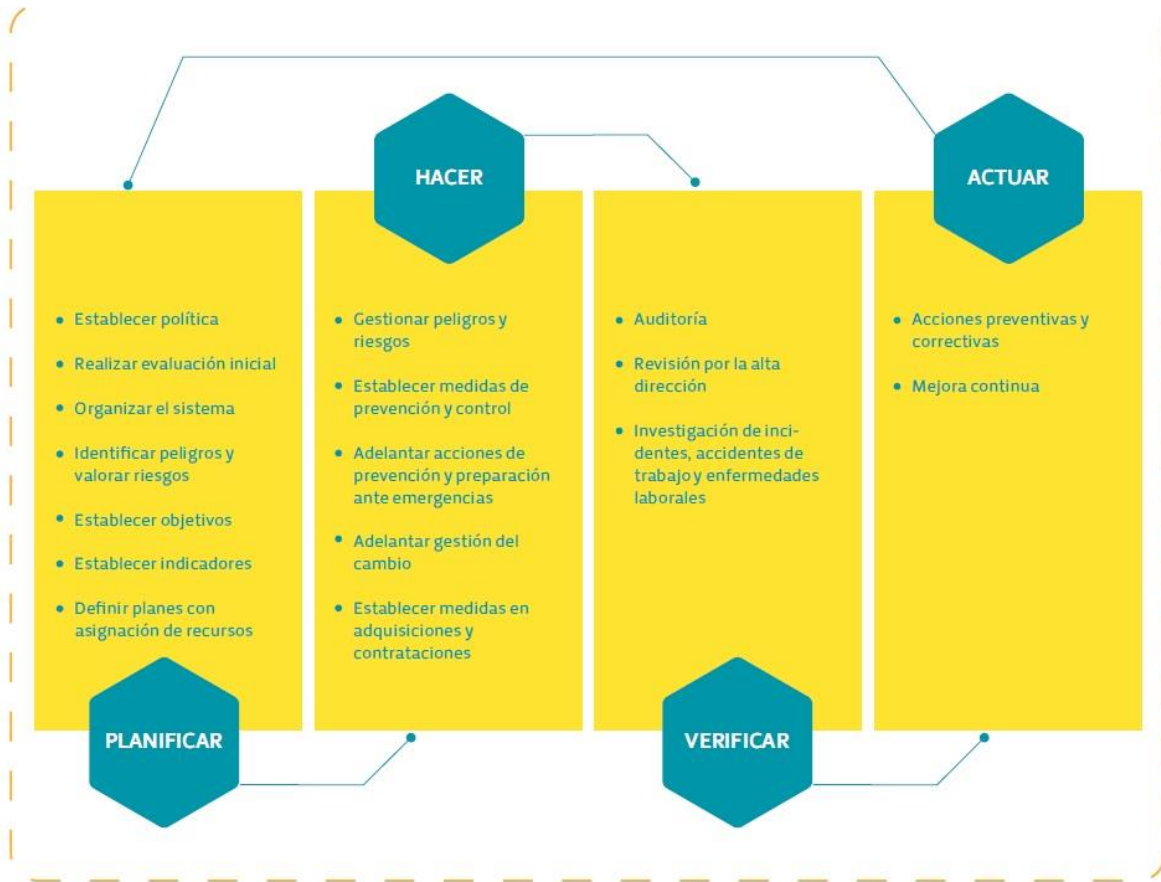 Establecer política
Realizar evaluación inicial
Organizar el sistema
Identificar peligros y
valorar riesgos
Establecer objetivos
Establecer indicadores
Definir planes con
asignación de recursos
PLANIFICAR
HACER
Gestionar peligros y
riesgos
Establecer medidas de
prevención y control
Adelantar acciones de
prevención y preparación
ante emergencias
Adelantar gestión del
cambio
Establecer medidas en
adquisiciones y
contrataciones
Auditoría
Revisión por la alta
dirección
Investigación de inci-
dentes, accidentes de
trabajo y enfermedades
laborales
VERIFICAR
ACTUAR
Acciones preventivas y
correctivas
Mejora continua